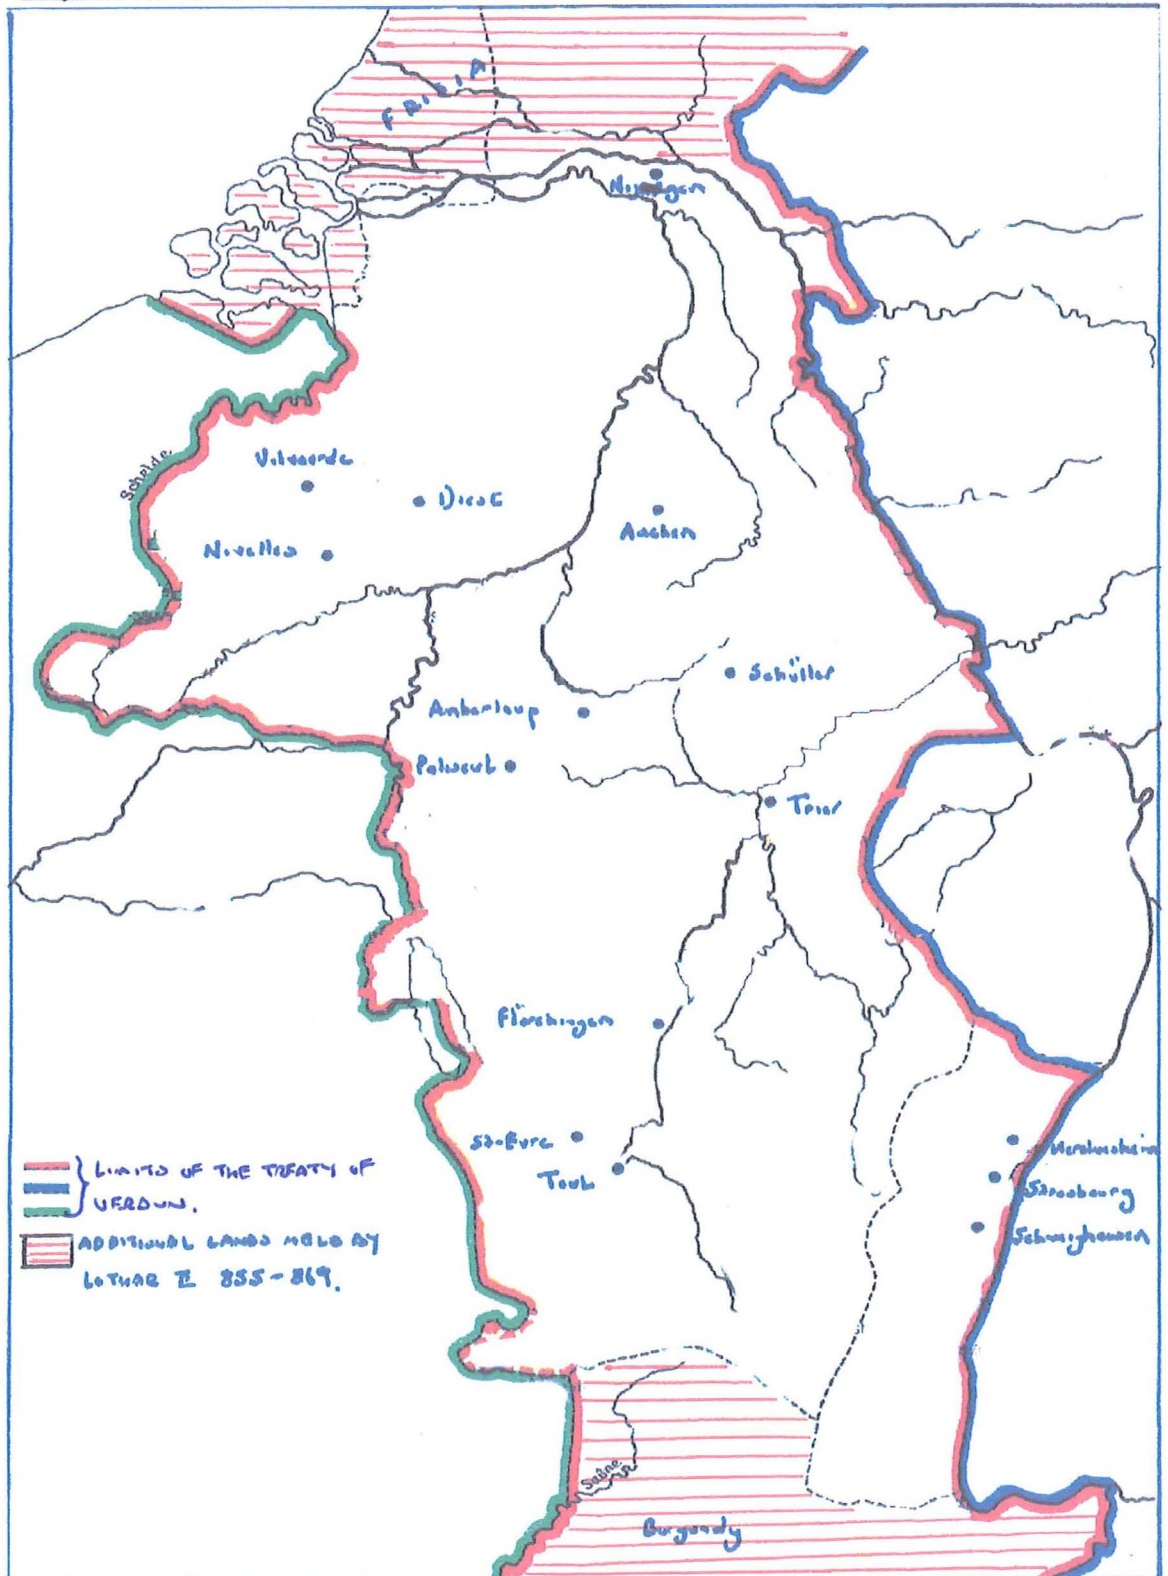 FRISIA
Nijmegen
Schelde
Vilvoorde
Diest
Nivelles
Aachen
Schüller
Amberloup
Paliseul
Trier
Flörchingen
St-Evre
Toul
Strasbourg
LIMITS OF THE TREATY OF
VERDUN.
ADDITIONAL LANDS HELD BY
LOTHAR II 855-869.
Saône
Burgundy